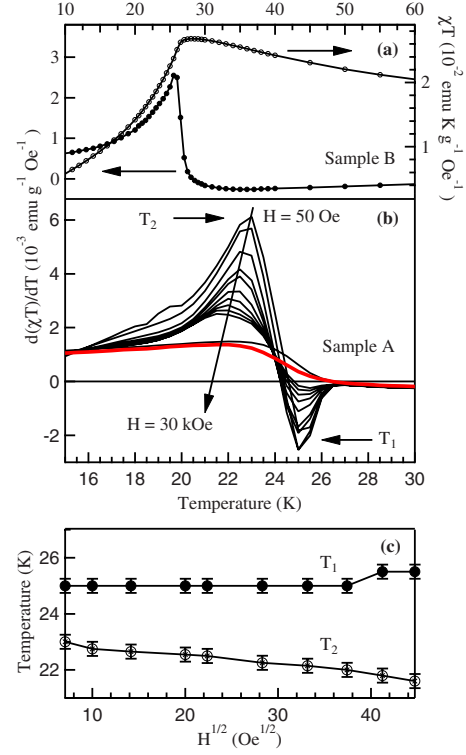 10 20 30 40 50 60
3
2
1
0
(a)
Sample B
2
1
χT (10⁻² emu K g⁻¹ Oe⁻¹)
d(χT)/dT (10⁻³ emu g⁻¹ Oe⁻¹)
6
4
2
0
-2
(b)
T₂
H = 50 Oe
Sample A
H = 30 kOe
T₁
16 18 20 22 24 26 28 30
Temperature (K)
26
24
22
Temperature (K)
(c)
T₁
T₂
10 20 30 40
H^1/2 (Oe^1/2)